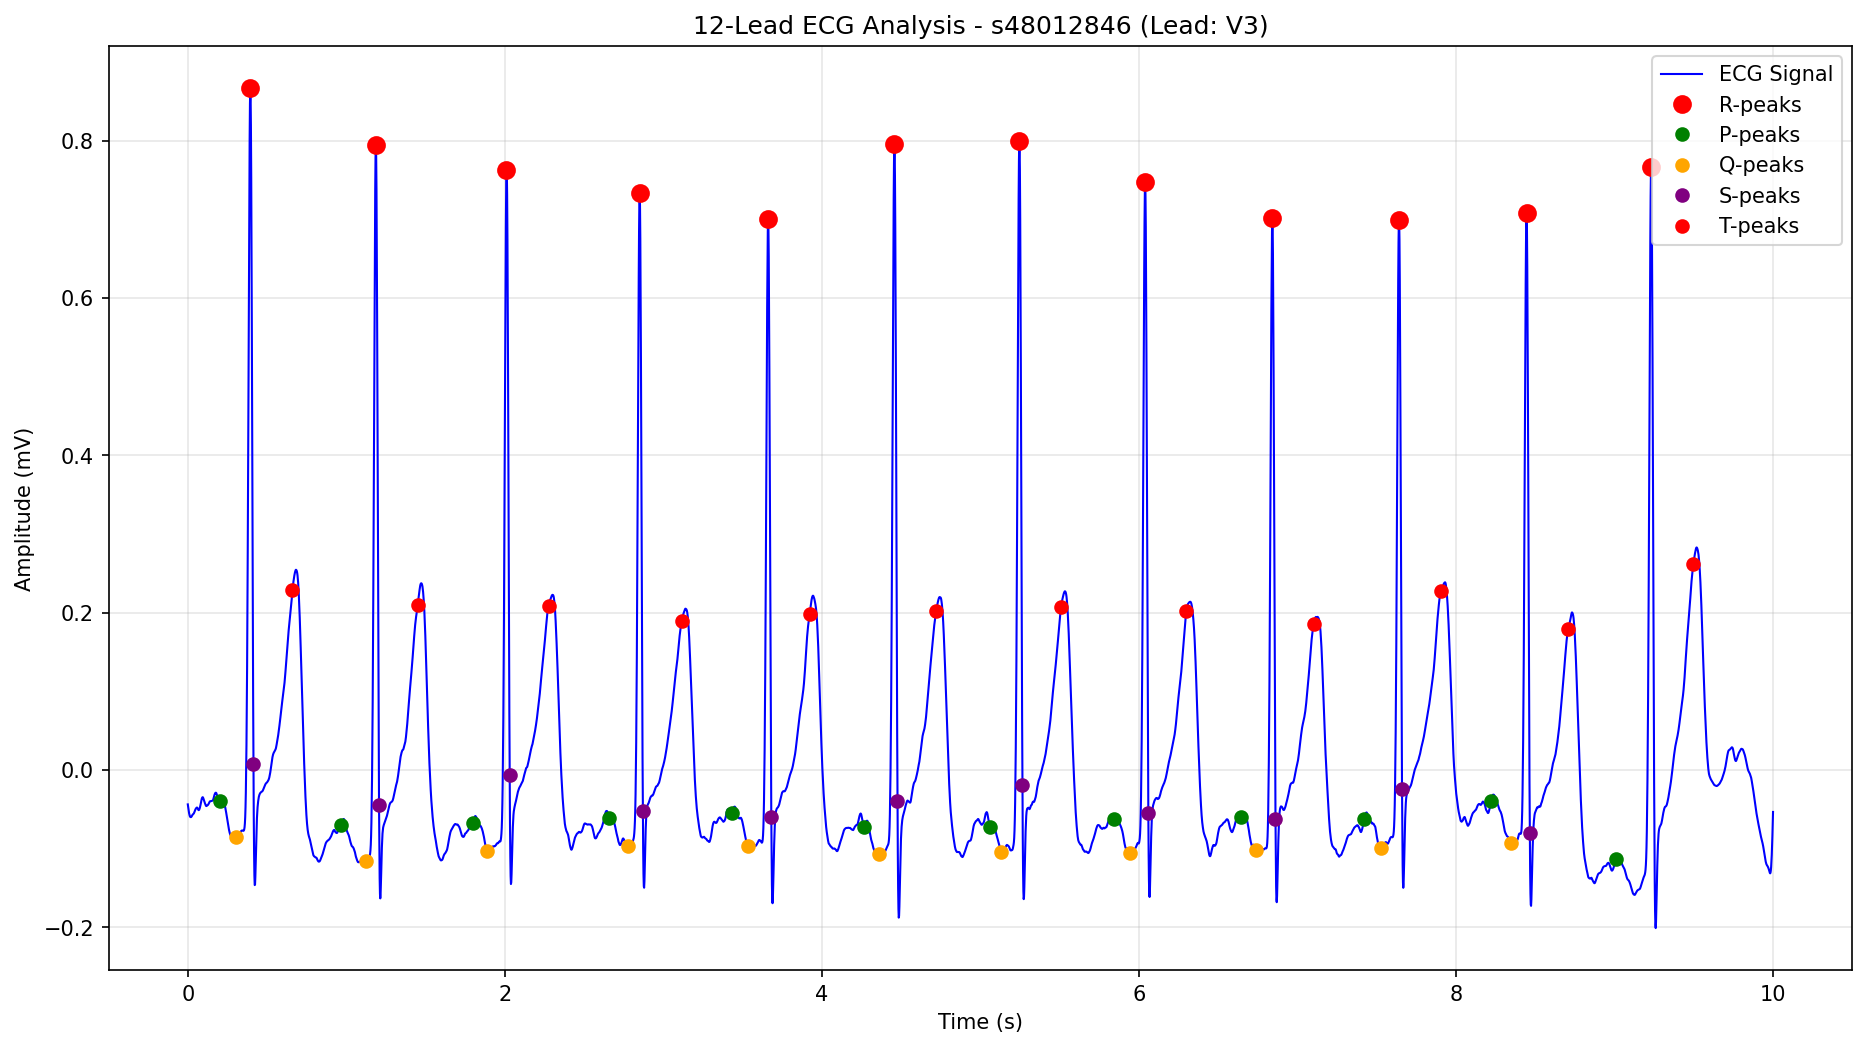 12-Lead ECG Analysis - s48012846 (Lead: V3)
ECG Signal
R-peaks
P-peaks
Q-peaks
S-peaks
T-peaks
Amplitude (mV)
0.8
0.6
0.4
0.2
0.0
−0.2
0 2 4 6 8 10
Time (s)